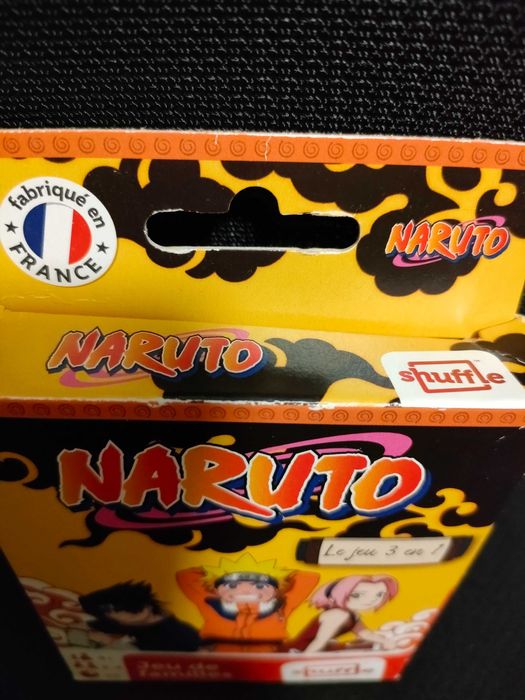 fabriqué en
FRANCE
NARUTO
NARUTO
shuffle
NARUTO
Le jeu 3 en 1
Jeu de
familles
shuffle